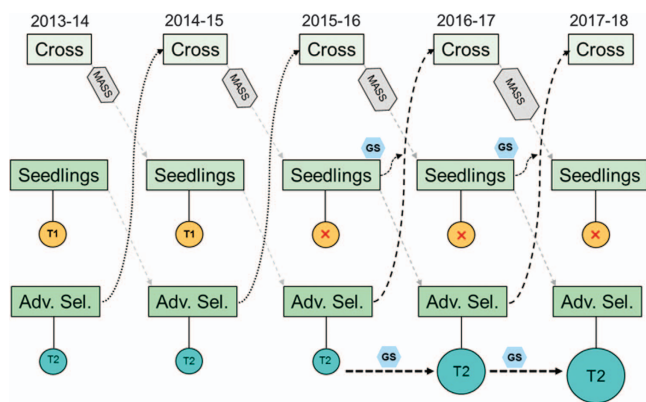 2013-14 2014-15 2015-16 2016-17 2017-18
Cross Cross Cross Cross Cross
MASS MASS MASS MASS
GS GS
Seedlings Seedlings Seedlings Seedlings Seedlings
T1 T1
Adv. Sel. Adv. Sel. Adv. Sel. Adv. Sel. Adv. Sel.
T2 T2 T2 GS T2 GS T2